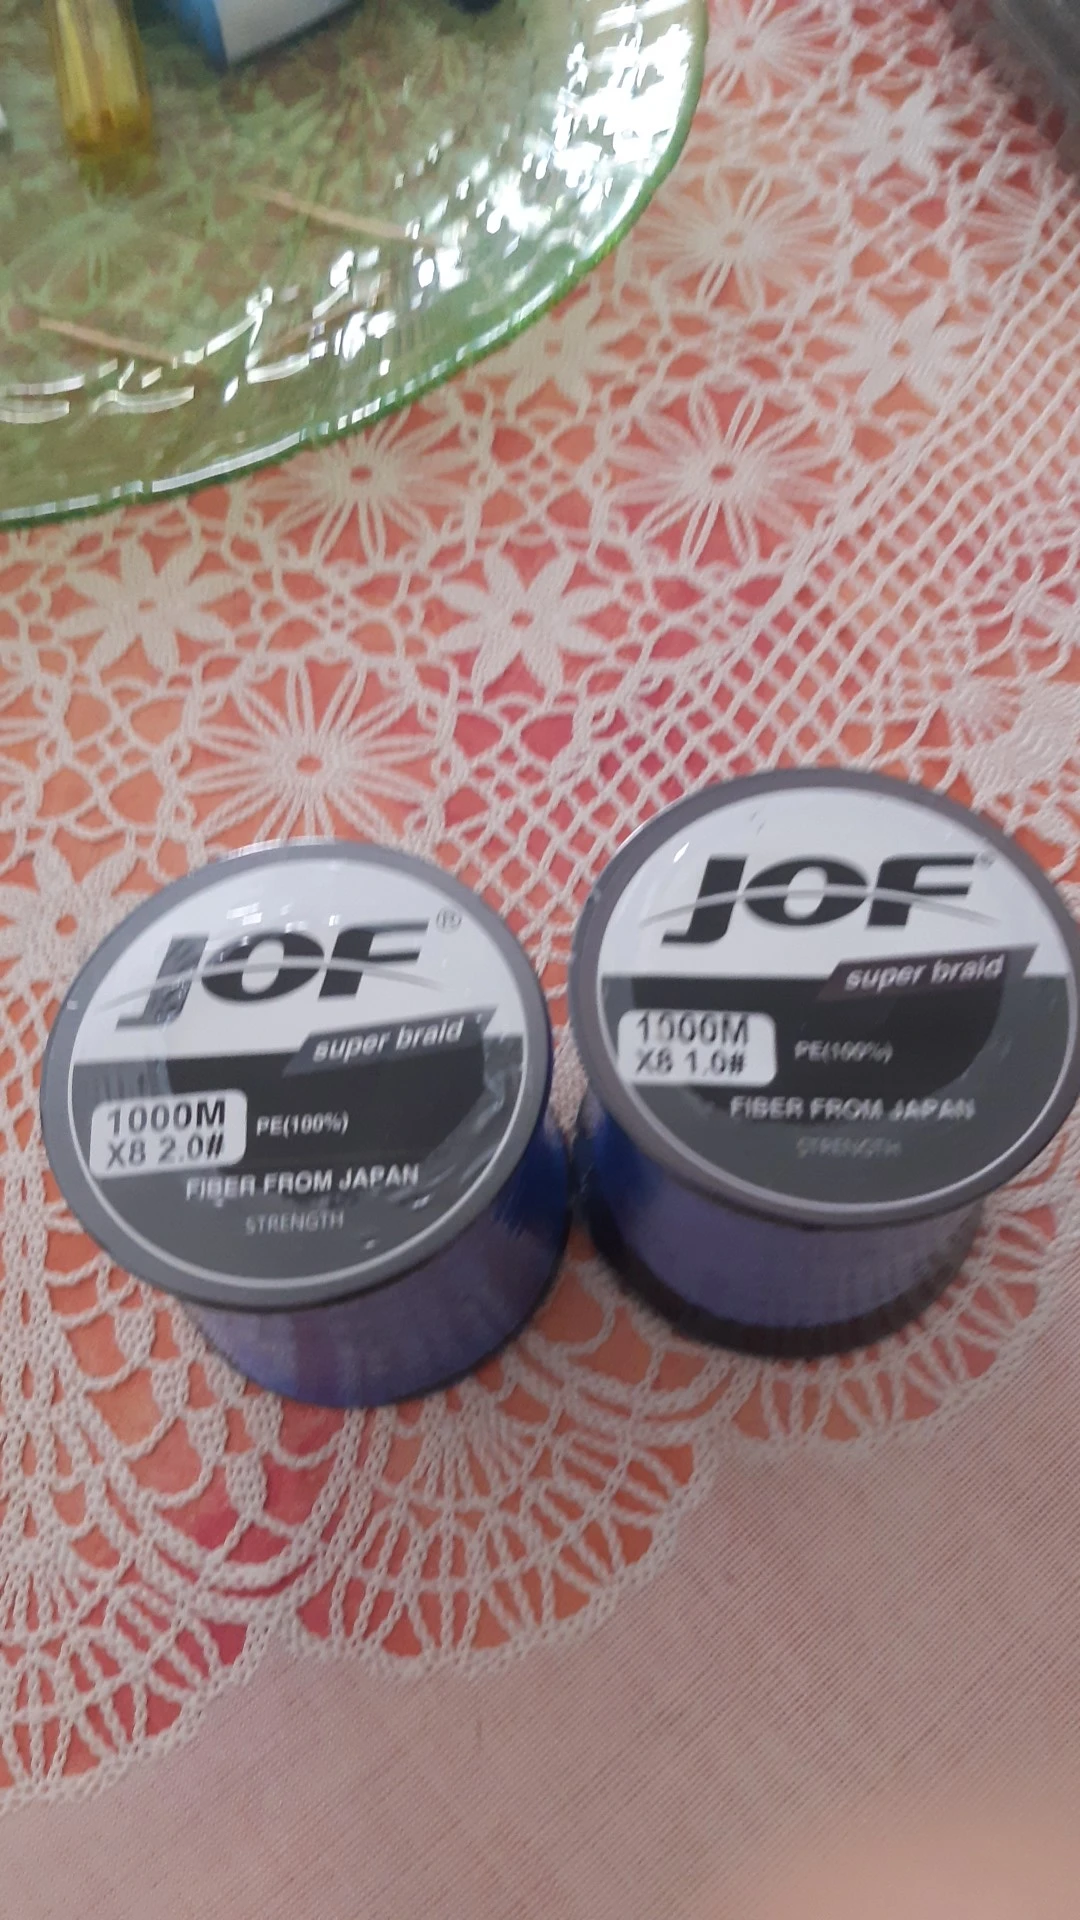 JOF®
super braid
1000M
X8 2.0#
PE(100%)
FIBER FROM JAPAN
STRENGTH
JOF®
super braid
1000M
X8 1.0#
PE(100%)
FIBER FROM JAPAN
STRENGTH